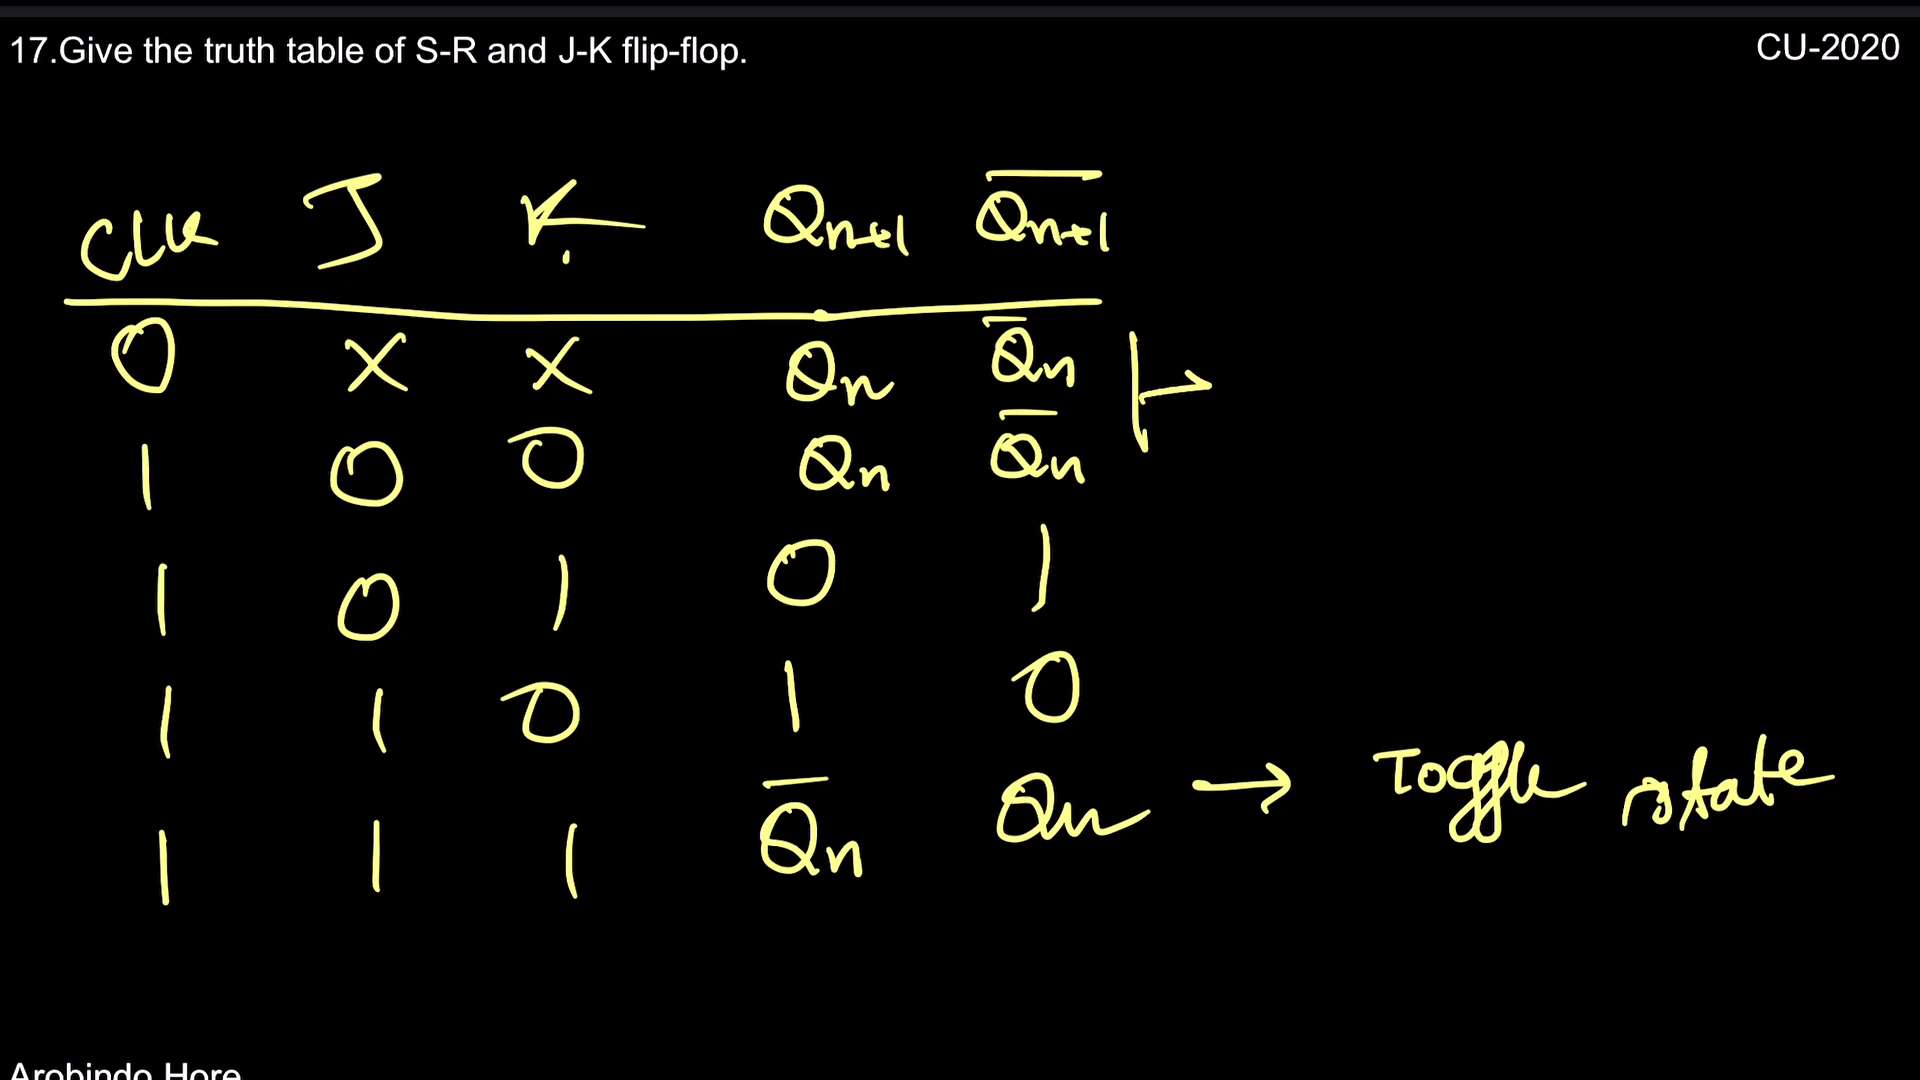 17.Give the truth table of S-R and J-K flip-flop. CU-2020
CLK J K Qn+1 Q̅n+1
0 X X Qn Q̅n
1 0 0 Qn Q̅n
1 0 1 0 1
1 1 0 1 0
1 1 1 Q̅n Qn → Toggle state
Arobindo Hore